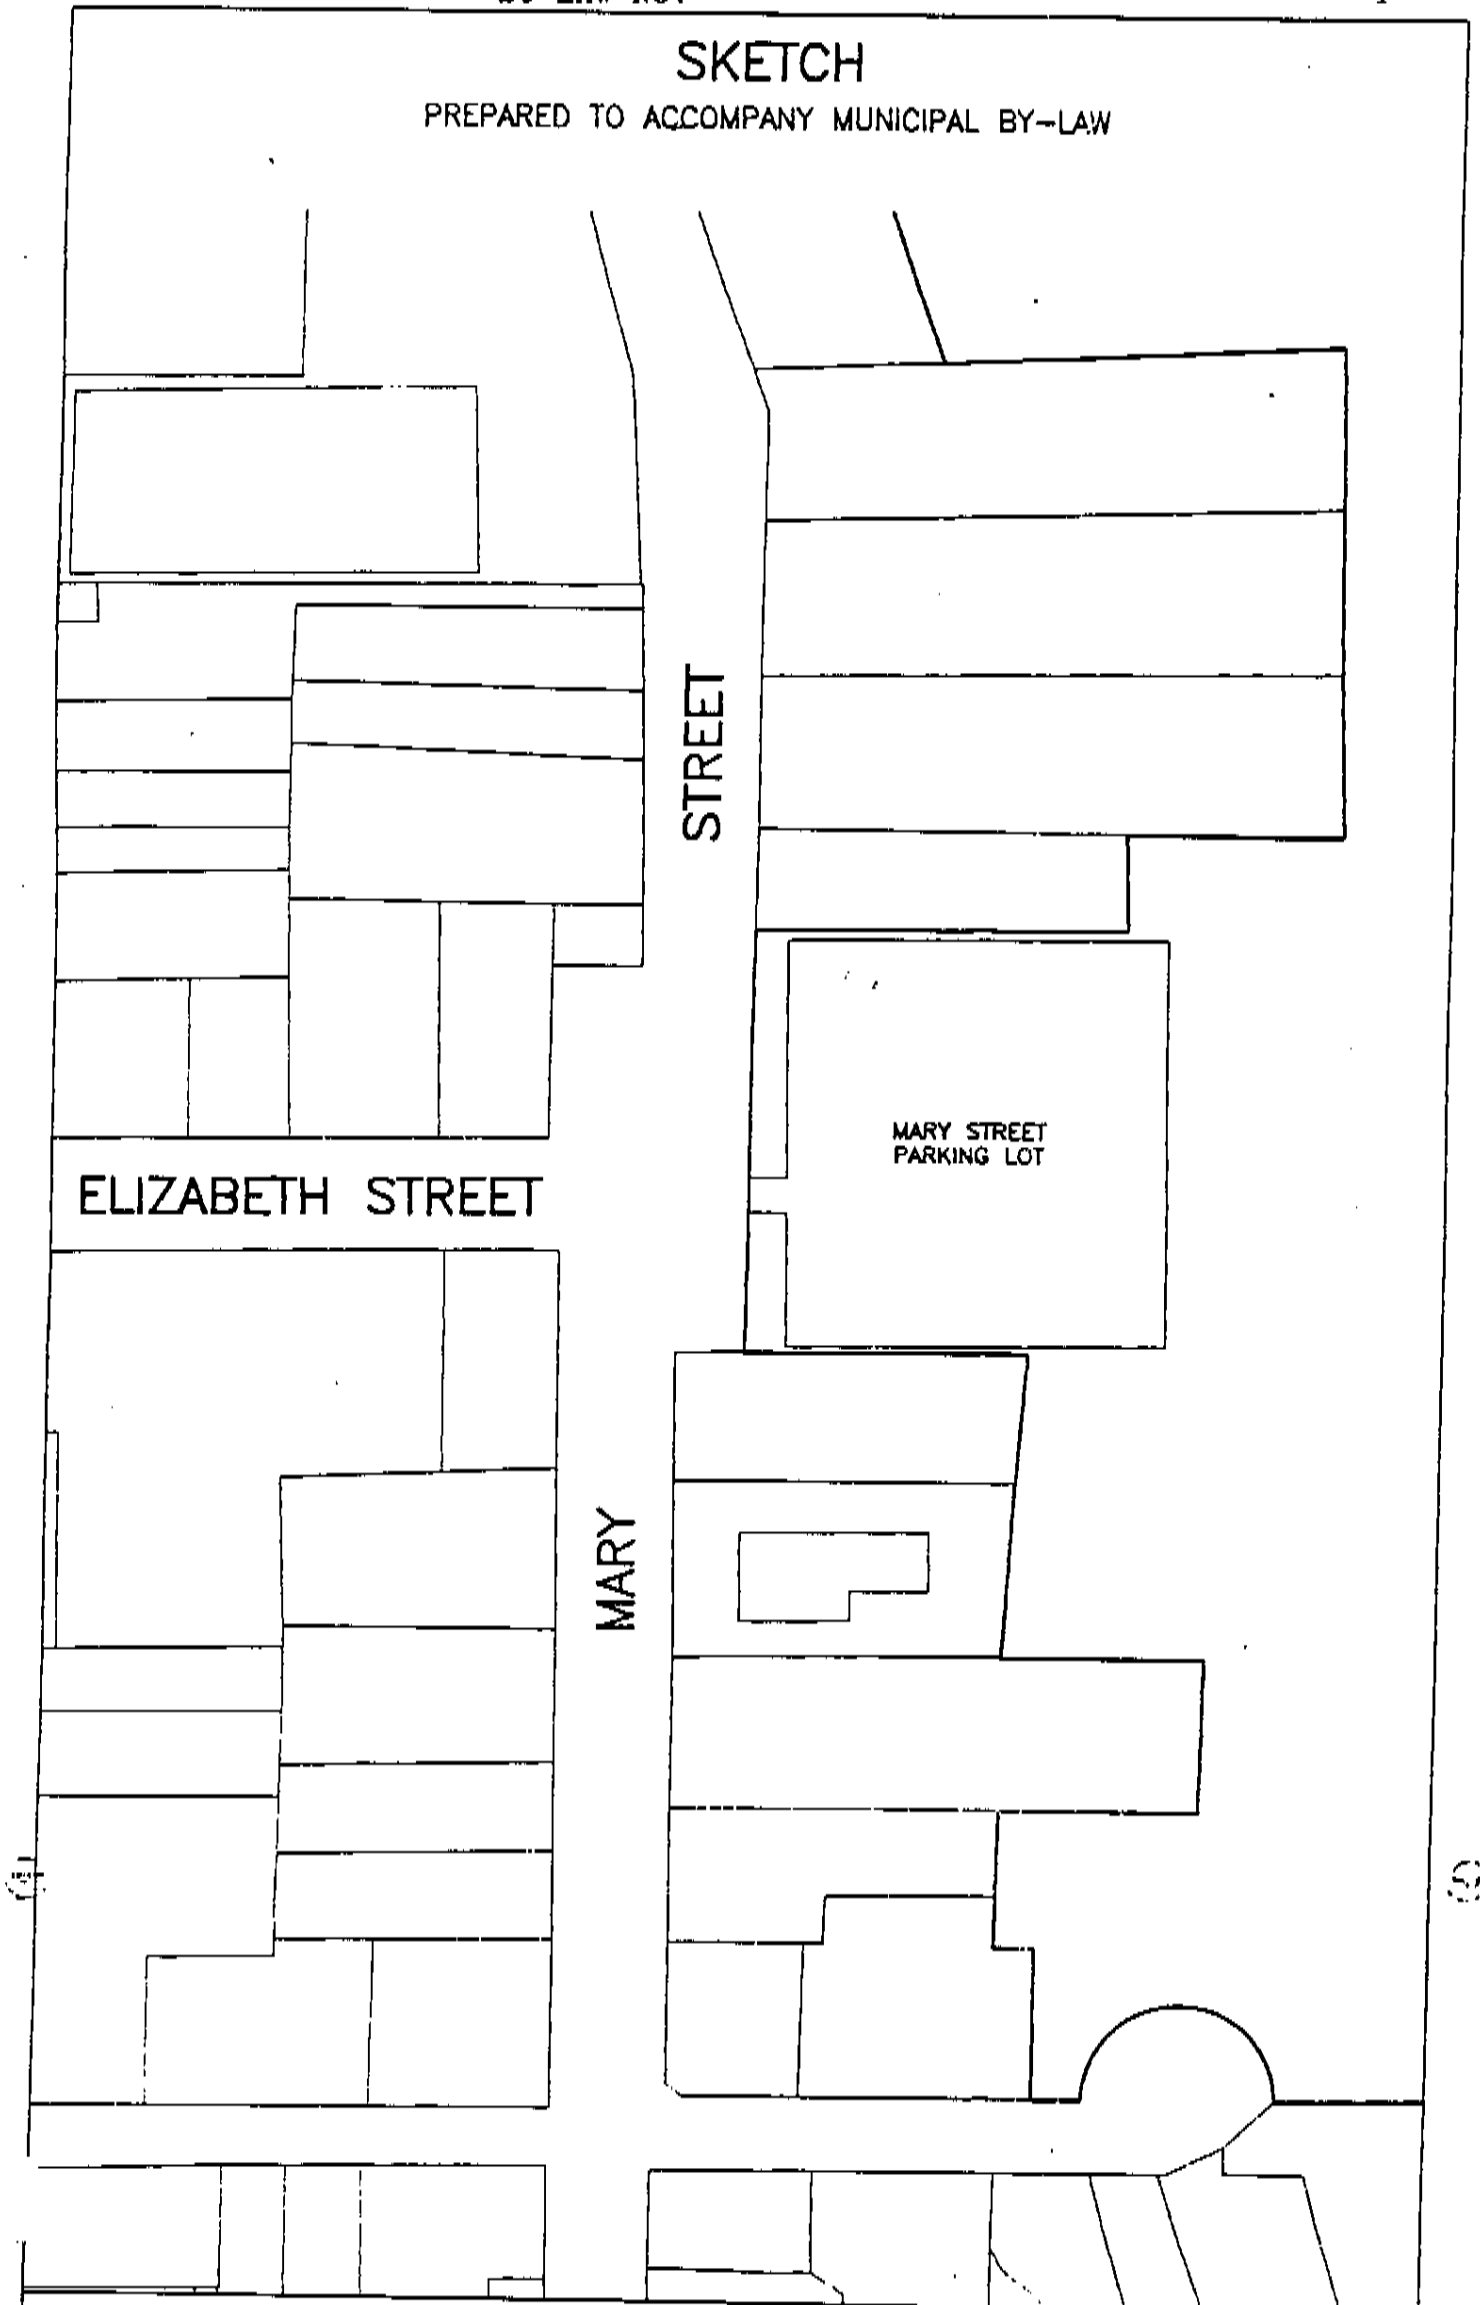 SKETCH
PREPARED TO ACCOMPANY MUNICIPAL BY-LAW
STREET
MARY STREET
PARKING LOT
ELIZABETH STREET
MARY